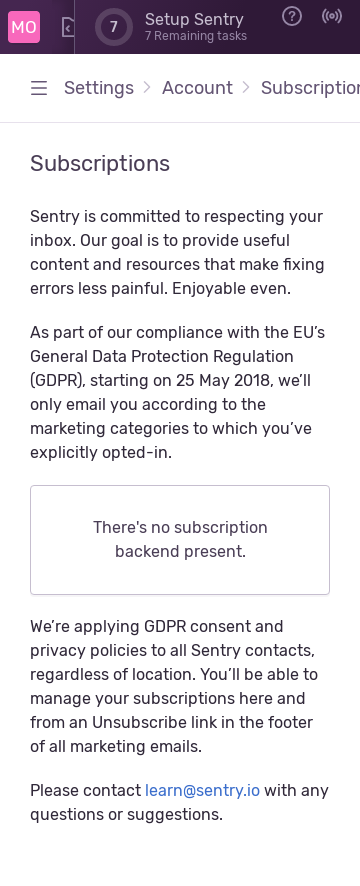 MO
7
Setup Sentry
7 Remaining tasks
Settings > Account > Subscription
Subscriptions
Sentry is committed to respecting your
inbox. Our goal is to provide useful
content and resources that make fixing
errors less painful. Enjoyable even.
As part of our compliance with the EU’s
General Data Protection Regulation
(GDPR), starting on 25 May 2018, we’ll
only email you according to the
marketing categories to which you’ve
explicitly opted-in.
There's no subscription
backend present.
We’re applying GDPR consent and
privacy policies to all Sentry contacts,
regardless of location. You’ll be able to
manage your subscriptions here and
from an Unsubscribe link in the footer
of all marketing emails.
Please contact learn@sentry.io with any
questions or suggestions.